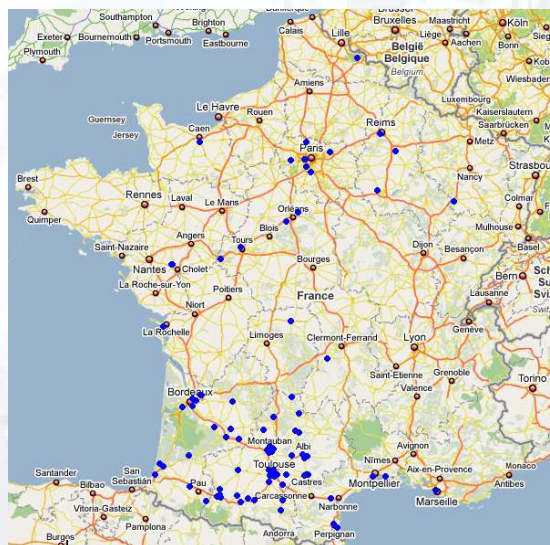 Southampton
Brighton
Dunkerque
Brussel
Maastricht
Köln
Exeter
Bournemouth
Portsmouth
Eastbourne
Calais
Lille
Bruxelles
Liège
Aachen
Bonn
Plymouth
België
Belgique
Belgium
Koblenz
Wiesbaden
Amiens
Luxembourg
Le Havre
Rouen
Kaiserslautern
Guernsey
Jersey
Caen
Reims
Saarbrücken
Paris
Metz
Nancy
Strasbourg
Brest
Rennes
Laval
Le Mans
Orléans
Colmar
Quimper
Blois
Mulhouse
Angers
Tours
Dijon
Besançon
Basel
Saint-Nazaire
Nantes
Cholet
Bourges
Bern
La Roche-sur-Yon
Poitiers
France
Lausanne
Niort
La Rochelle
Genève
Limoges
Clermont-Ferrand
Lyon
Saint-Etienne
Grenoble
Torino
Valence
Bordeaux
Montauban
Albi
Nîmes
Avignon
Toulouse
Castres
Aix-en-Provence
Monaco
Montpellier
Antibes
Santander
San
Sebastián
Bilbao
Pau
Carcassonne
Narbonne
Marseille
Vitoria-Gasteiz
Pamplona
Andorra
Perpignan
Burgos